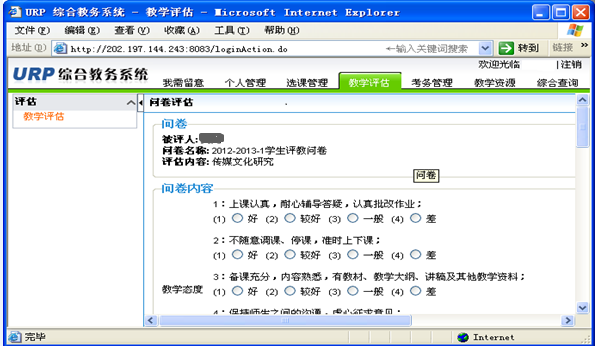 URP 综合教务系统 - 教学评估 - Microsoft Internet Explorer
文件(F) 编辑(E) 查看(V) 收藏(A) 工具(T) 帮助(H)
地址(D) http://202.197.144.243:8083/loginAction.do ←输入关键词搜索 转到 链接 »
欢迎光临 |注销
URP综合教务系统 我需留意 个人管理 选课管理 教学评估 考务管理 教学资源 综合查询
评估
教学评估
问卷评估
问卷
被评人:
问卷名称: 2012-2013-1学生评教问卷
评估内容: 传媒文化研究
问卷
问卷内容
1：上课认真，耐心辅导答疑，认真批改作业；
(1) 好 (2) 较好 (3) 一般 (4) 差
2：不随意调课、停课，准时上下课；
(1) 好 (2) 较好 (3) 一般 (4) 差
3：备课充分，内容熟悉，有教材、教学大纲、讲稿及其他教学资料；
教学态度
(1) 好 (2) 较好 (3) 一般 (4) 差
4：保持师生之间的沟通，虚心征求意见；
完毕 Internet